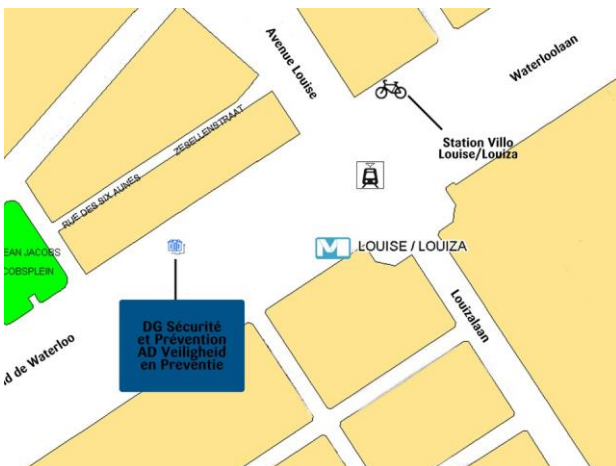 Avenue Louise
Waterloolaan
Station Villo
Louise/Louiza
ZESELLENSTRAAT
RUE DES SIX AUNES
M LOUISE / LOUIZA
EAN JACOBS
COBSPLEIN
Louizalaan
DG Sécurité
et Prévention
AD Veiligheid
en Preventie
d de Waterloo